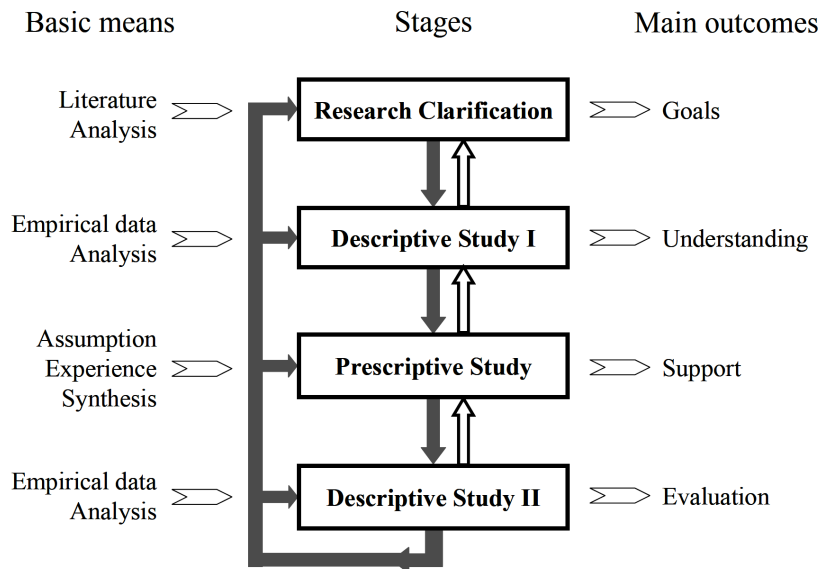 Basic means
Stages
Main outcomes
Literature
Analysis
Research Clarification
Goals
Empirical data
Analysis
Descriptive Study I
Understanding
Assumption
Experience
Synthesis
Prescriptive Study
Support
Empirical data
Analysis
Descriptive Study II
Evaluation